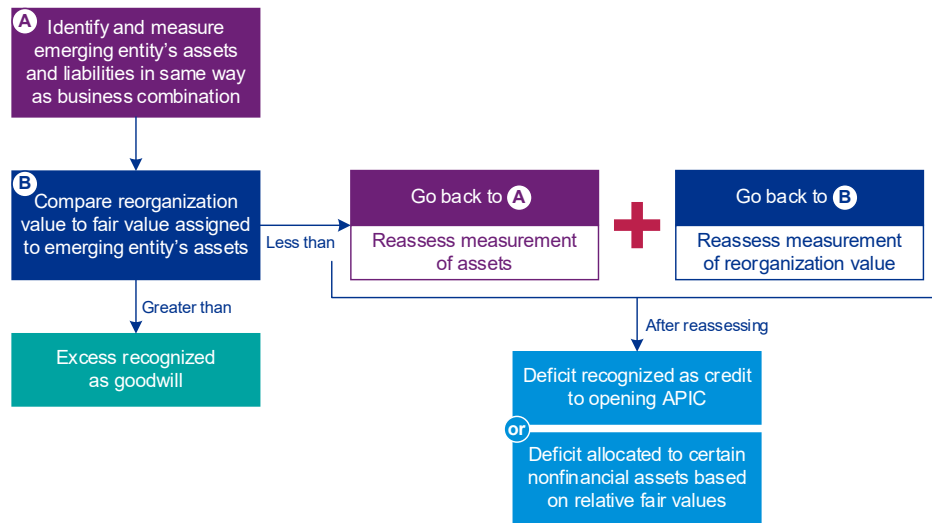 A
Identify and measure
emerging entity's assets
and liabilities in same way
as business combination
B
Compare reorganization
value to fair value assigned
to emerging entity's assets
Less than
Go back to A
Reassess measurement
of assets
Go back to B
Reassess measurement
of reorganization value
Greater than
Excess recognized
as goodwill
After reassessing
Deficit recognized as credit
to opening APIC
or
Deficit allocated to certain
nonfinancial assets based
on relative fair values